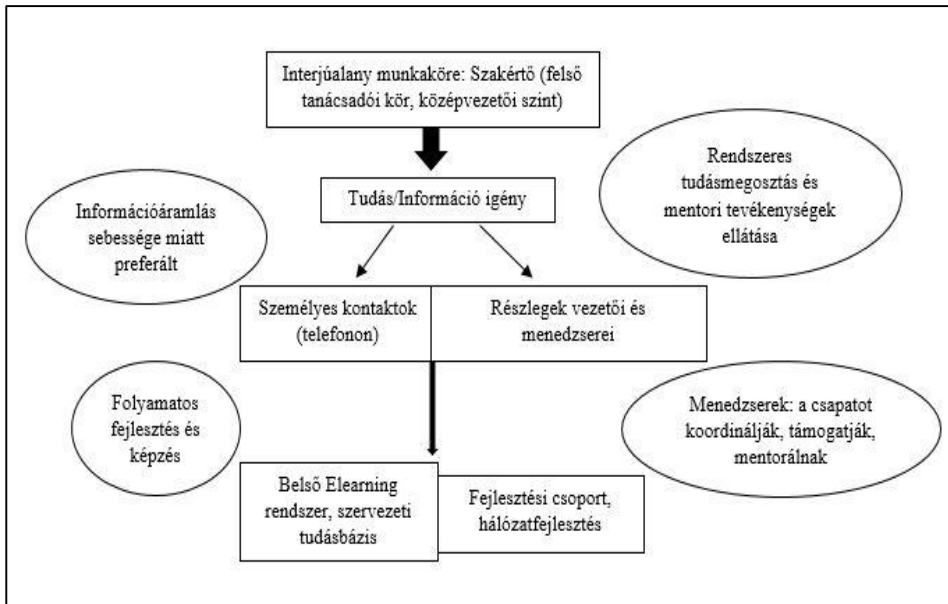 Interjúalany munkaköre: Szakértő (felső
tanácsadói kör, középvezetői szint)
Rendszeres
tudásmegosztás és
mentori tevékenységek
ellátása
Tudás/Információ igény
Információáramlás
sebessége miatt
preferált
Személyes kontaktok
(telefonon)
Részlegek vezetői és
menedzserei
Folyamatos
fejlesztés és
képzés
Menedzserek: a csapatot
koordinálják, támogatják,
mentorálnak
Belső Elearning
rendszer, szervezeti
tudásbázis
Fejlesztési csoport,
hálózatfejlesztés